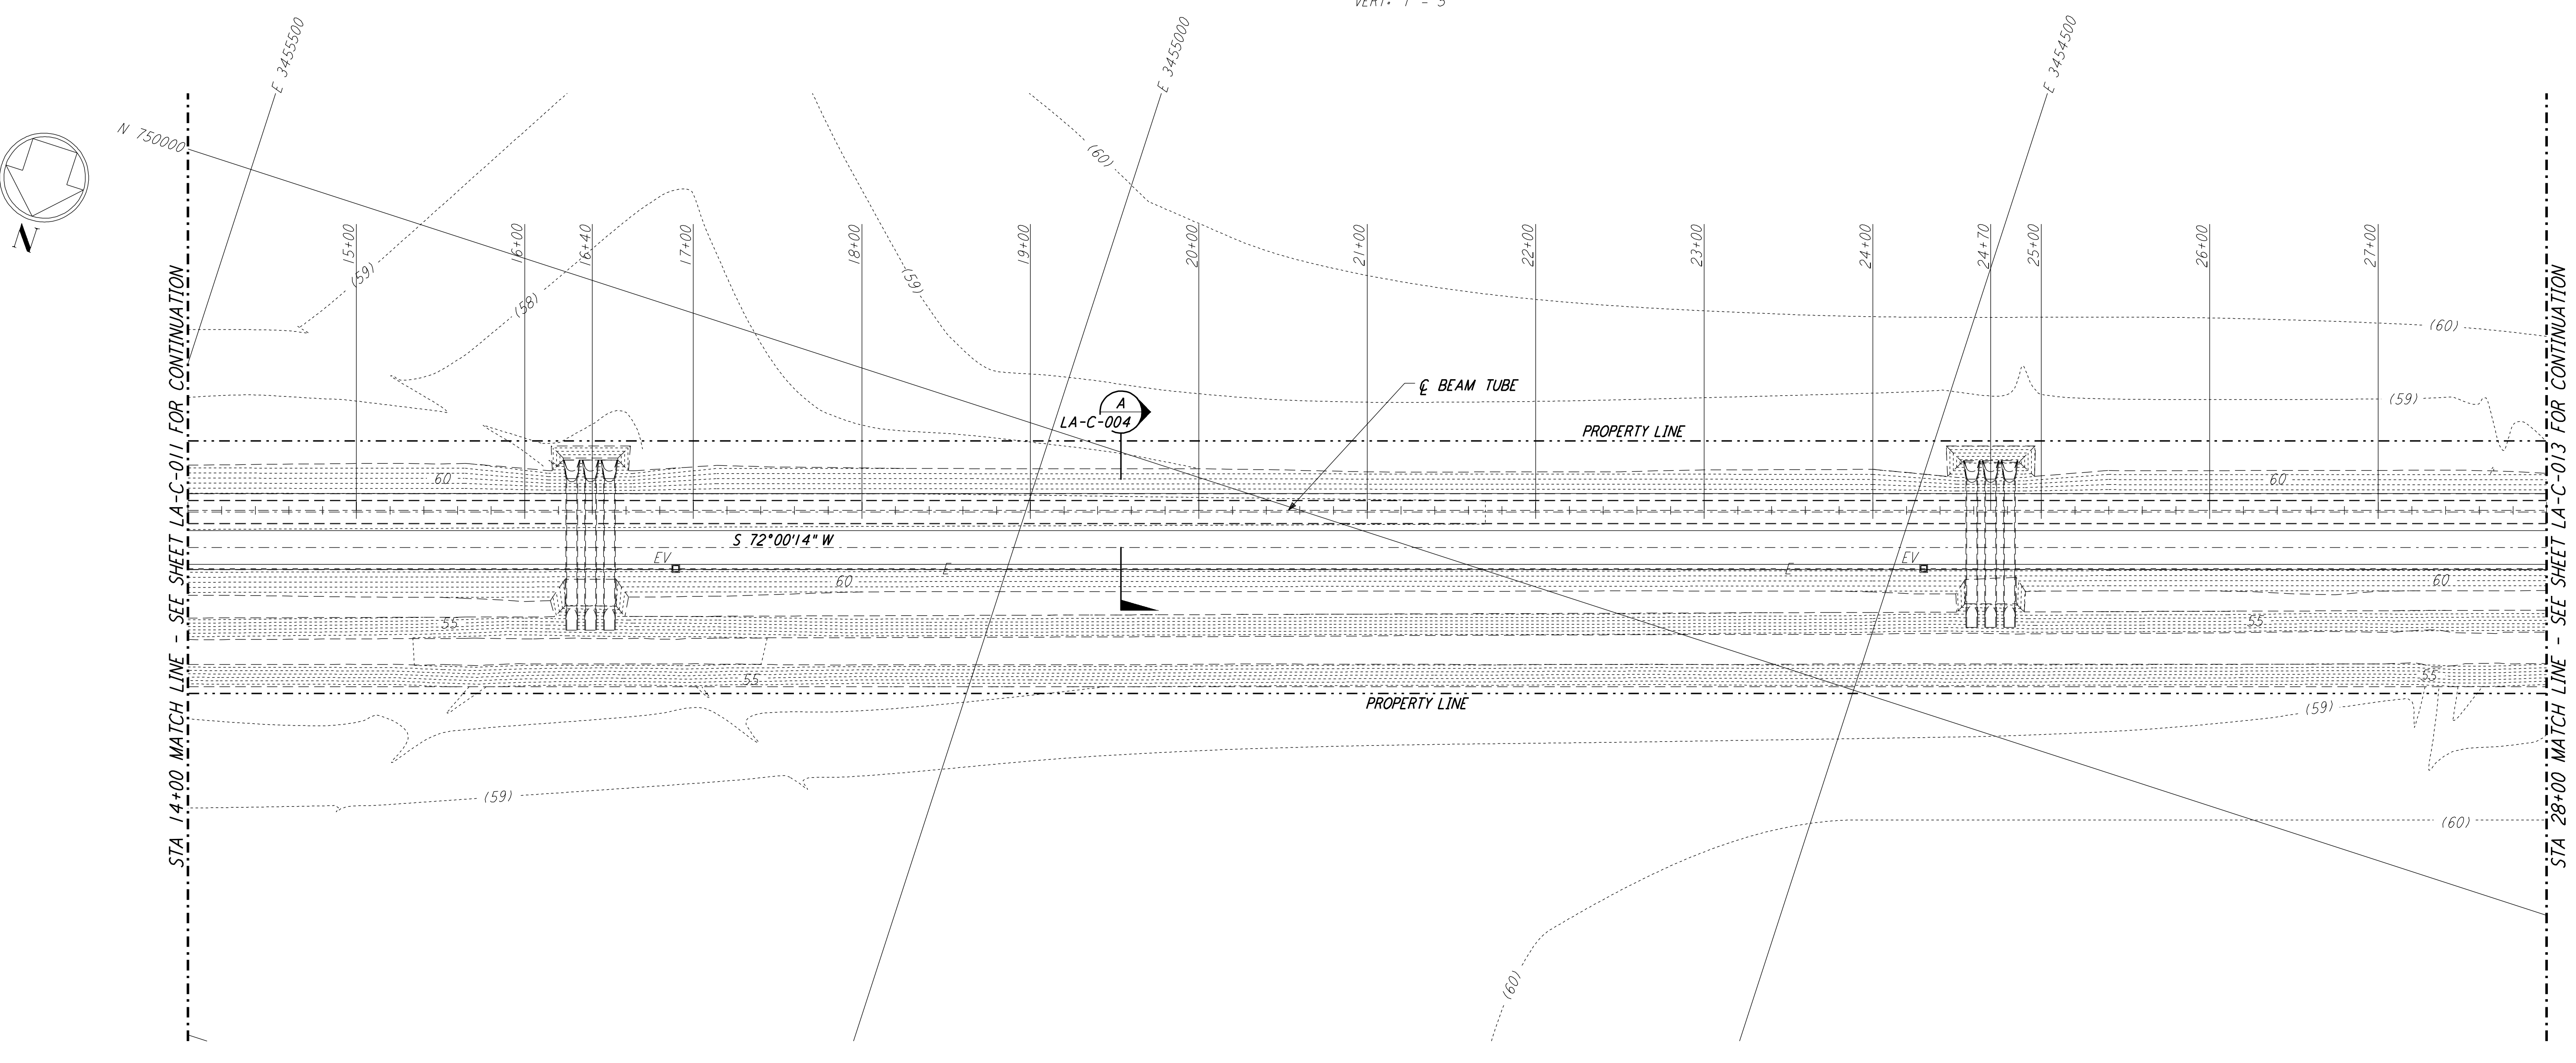 VERT. 1" = 5'
E 3455500
E 3455000
E 3454500
N 750000
N
15+00
16+00
16+40
17+00
18+00
19+00
20+00
21+00
22+00
23+00
24+00
24+70
25+00
26+00
27+00
(60)
(59)
(58)
(59)
(60)
(59)
℄ BEAM TUBE
A
LA-C-004
PROPERTY LINE
60
60
S 72°00'14" W
EV
E
E
EV
60
60
55
55
55
55
PROPERTY LINE
(59)
(59)
(60)
(60)
STA 14+00 MATCH LINE - SEE SHEET LA-C-011 FOR CONTINUATION
STA 28+00 MATCH LINE - SEE SHEET LA-C-013 FOR CONTINUATION